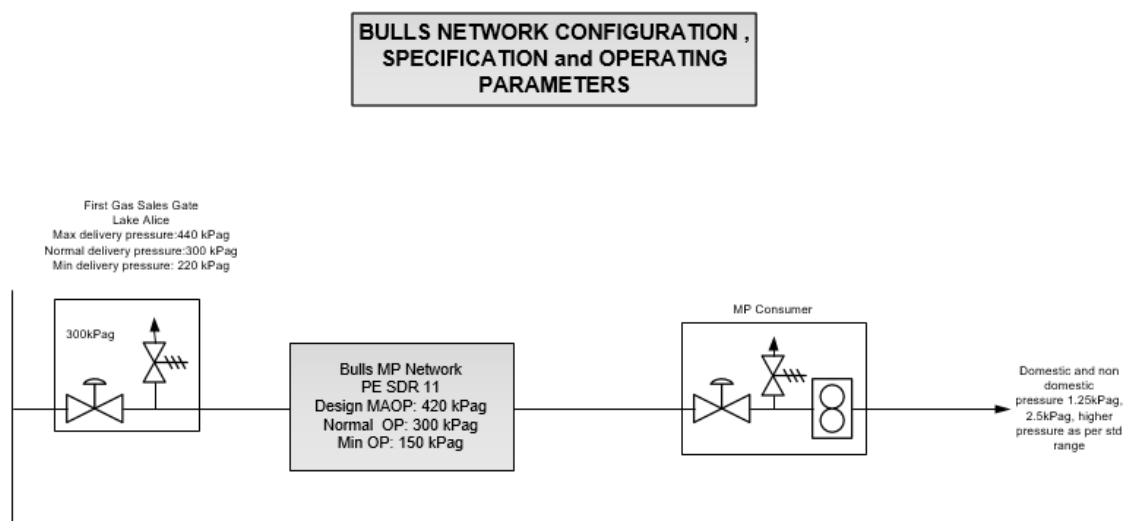 BULLS NETWORK CONFIGURATION ,
SPECIFICATION and OPERATING
PARAMETERS
First Gas Sales Gate
Lake Alice
Max delivery pressure:440 kPag
Normal delivery pressure:300 kPag
Min delivery pressure: 220 kPag
300kPag
Bulls MP Network
PE SDR 11
Design MAOP: 420 kPag
Normal OP: 300 kPag
Min OP: 150 kPag
MP Consumer
Domestic and non
domestic
pressure 1.25kPag,
2.5kPag, higher
pressure as per std
range